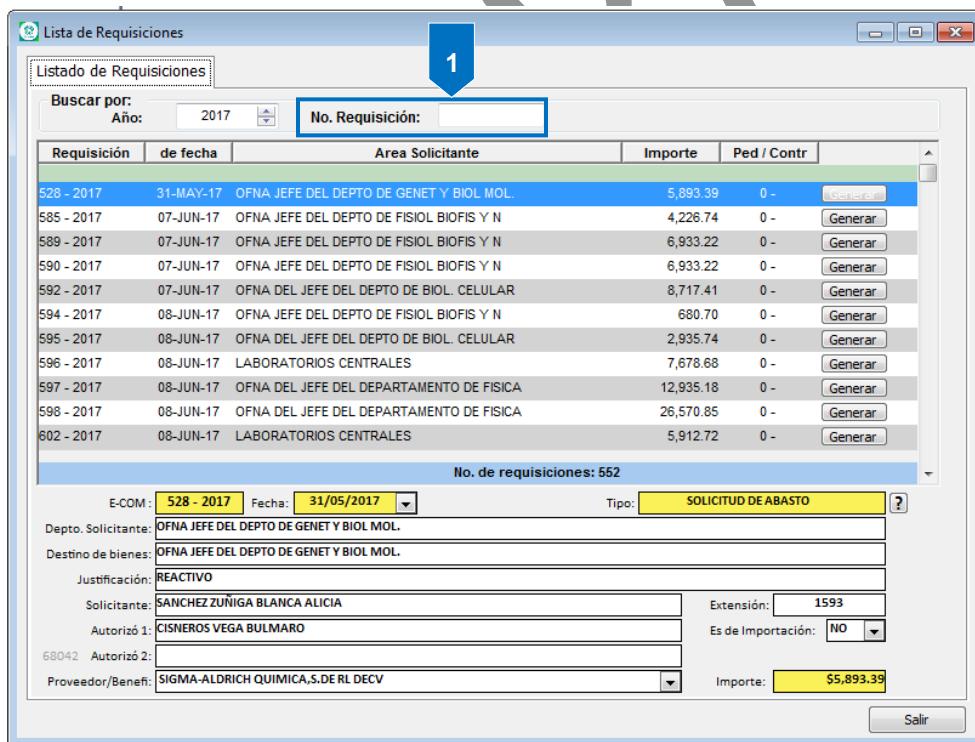 Lista de Requisiciones
1
Listado de Requisiciones
Buscar por:
Año: 2017 No. Requisición:
Requisición de fecha Area Solicitante Importe Ped / Contr
528 - 2017 31-MAY-17 OFNA JEFE DEL DEPTO DE GENET Y BIOL MOL. 5,893.39 0 - Generar
585 - 2017 07-JUN-17 OFNA JEFE DEL DEPTO DE FISIOL BIOFIS Y N 4,226.74 0 - Generar
589 - 2017 07-JUN-17 OFNA JEFE DEL DEPTO DE FISIOL BIOFIS Y N 6,933.22 0 - Generar
590 - 2017 07-JUN-17 OFNA JEFE DEL DEPTO DE FISIOL BIOFIS Y N 6,933.22 0 - Generar
592 - 2017 07-JUN-17 OFNA DEL JEFE DEL DEPTO DE BIOL. CELULAR 8,717.41 0 - Generar
594 - 2017 08-JUN-17 OFNA JEFE DEL DEPTO DE FISIOL BIOFIS Y N 680.70 0 - Generar
595 - 2017 08-JUN-17 OFNA DEL JEFE DEL DEPTO DE BIOL. CELULAR 2,935.74 0 - Generar
596 - 2017 08-JUN-17 LABORATORIOS CENTRALES 7,678.68 0 - Generar
597 - 2017 08-JUN-17 OFNA DEL JEFE DEL DEPARTAMENTO DE FISICA 12,935.18 0 - Generar
598 - 2017 08-JUN-17 OFNA DEL JEFE DEL DEPARTAMENTO DE FISICA 26,570.85 0 - Generar
602 - 2017 08-JUN-17 LABORATORIOS CENTRALES 5,912.72 0 - Generar
No. de requisiciones: 552
E-COM : 528 - 2017 Fecha: 31/05/2017 Tipo: SOLICITUD DE ABASTO ?
Depto. Solicitante: OFNA JEFE DEL DEPTO DE GENET Y BIOL MOL.
Destino de bienes: OFNA JEFE DEL DEPTO DE GENET Y BIOL MOL.
Justificación: REACTIVO
Solicitante: SANCHEZ ZUÑIGA BLANCA ALICIA Extensión: 1593
Autorizó 1: CISNEROS VEGA BULMARO Es de Importación: NO
68042 Autorizó 2:
Proveedor/Benefi: SIGMA-ALDRICH QUIMICA,S.DE RL DECV Importe: $5,893.39
Salir